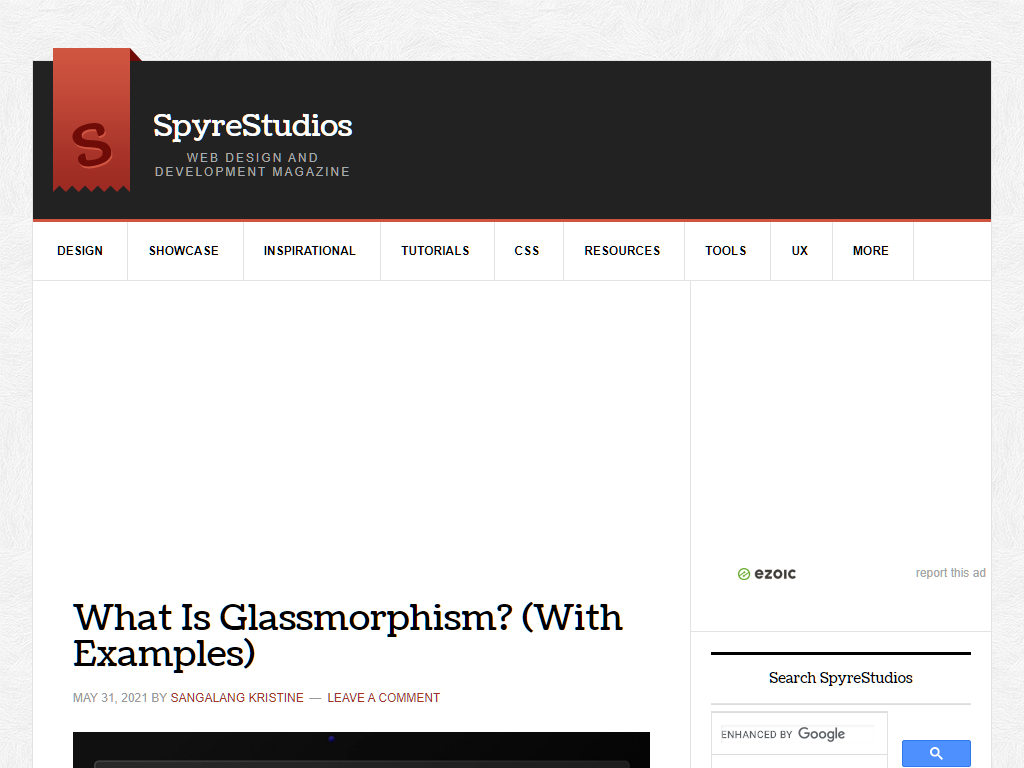 S
SpyreStudios
WEB DESIGN AND
DEVELOPMENT MAGAZINE
DESIGN SHOWCASE INSPIRATIONAL TUTORIALS CSS RESOURCES TOOLS UX MORE
ezoic report this ad
What Is Glassmorphism? (With
Examples)
MAY 31, 2021 BY SANGALANG KRISTINE — LEAVE A COMMENT
Search SpyreStudios
ENHANCED BY Google